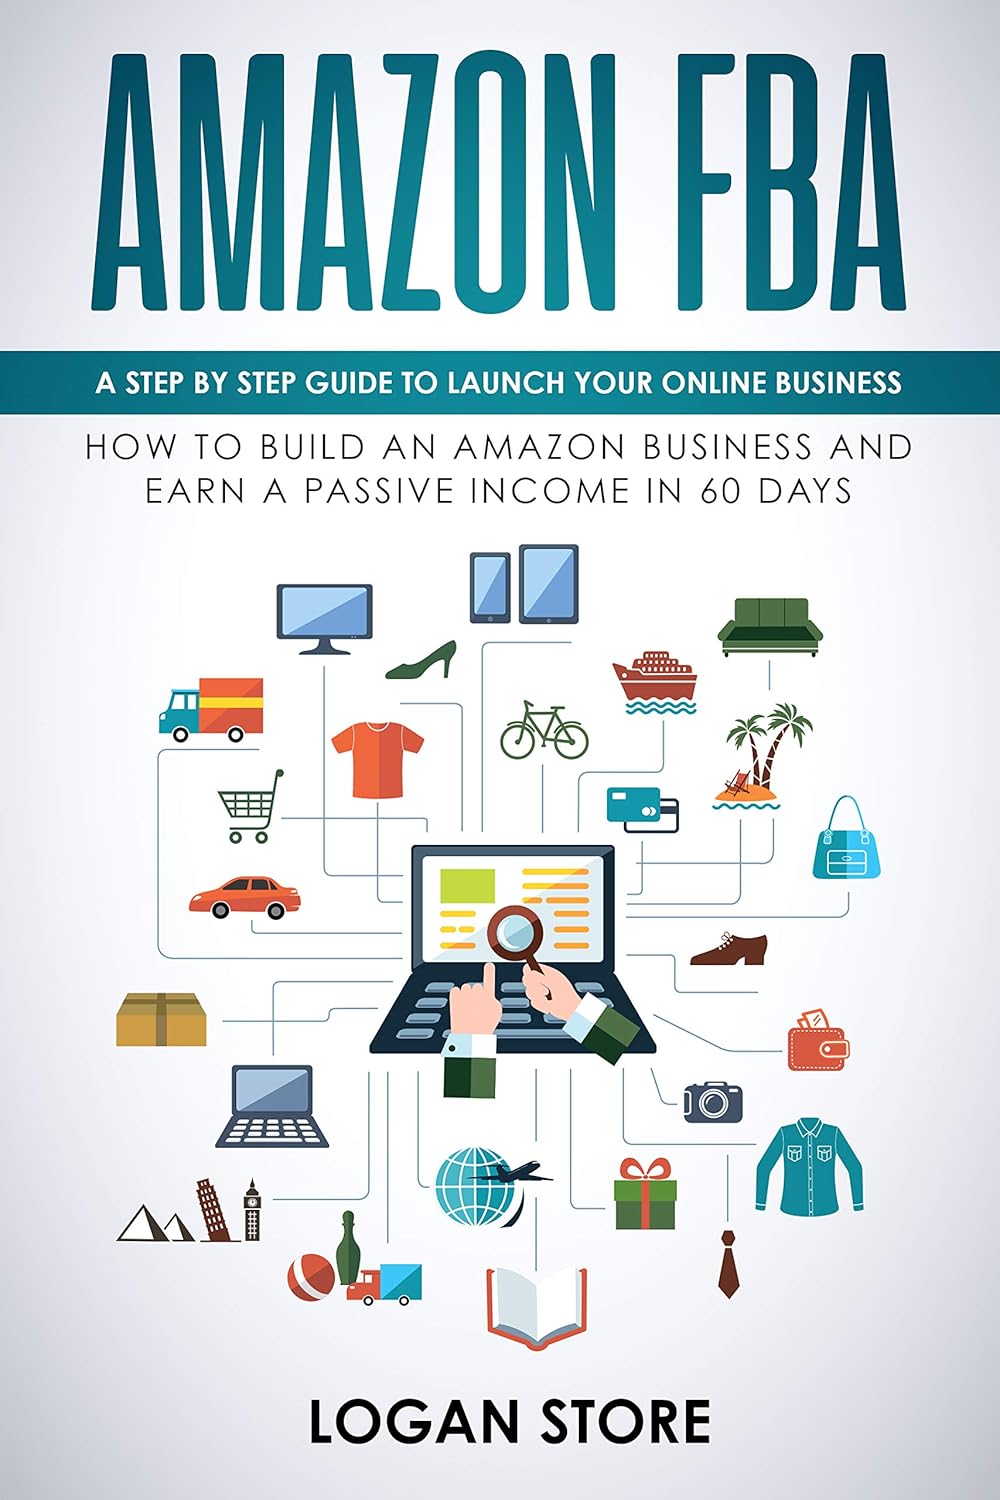 AMAZON FBA
A STEP BY STEP GUIDE TO LAUNCH YOUR ONLINE BUSINESS
HOW TO BUILD AN AMAZON BUSINESS AND
EARN A PASSIVE INCOME IN 60 DAYS
LOGAN STORE